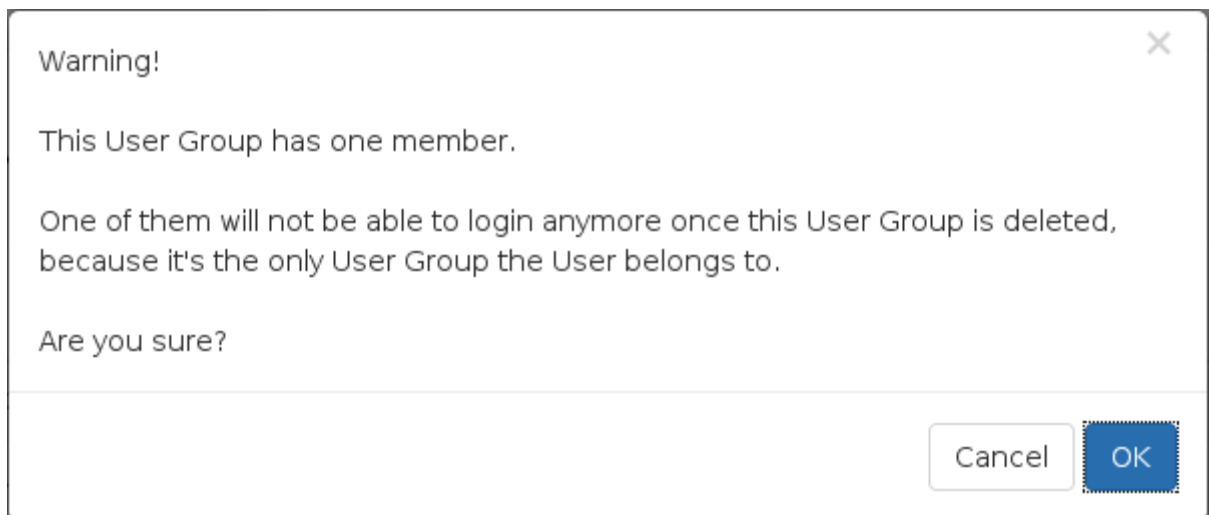 Warning!
This User Group has one member.
One of them will not be able to login anymore once this User Group is deleted,
because it's the only User Group the User belongs to.
Are you sure?
Cancel
OK